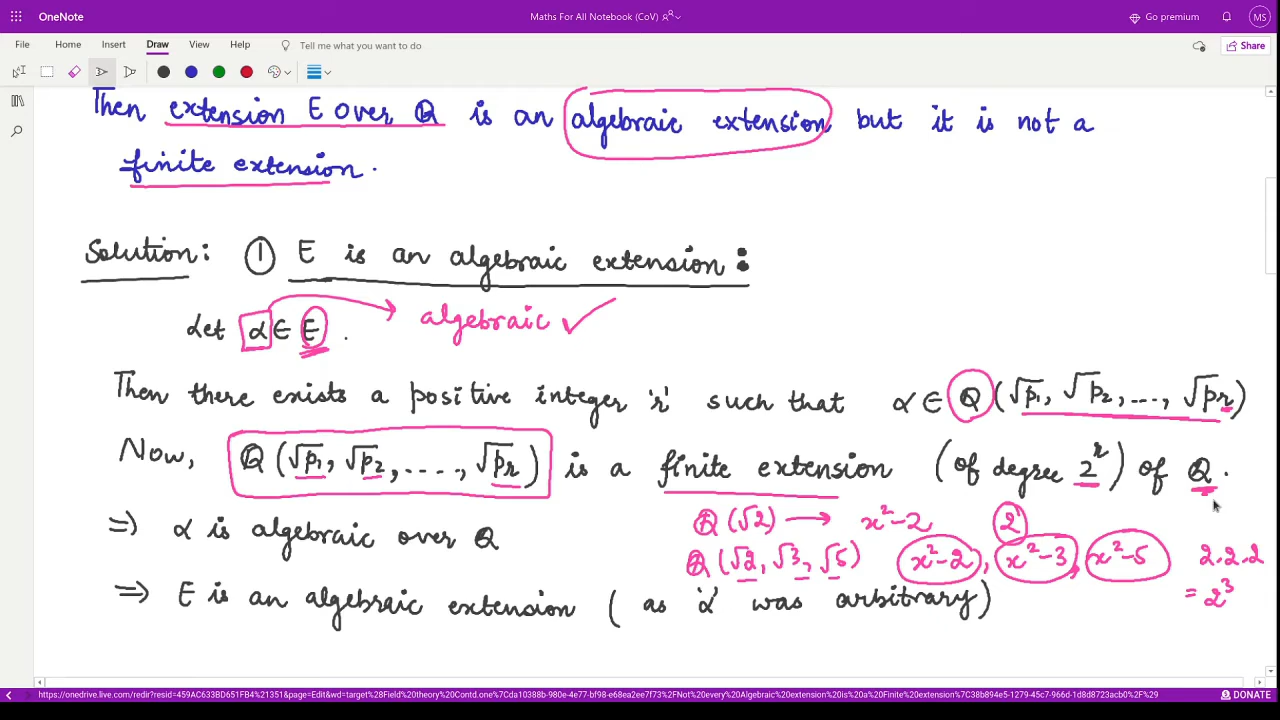 OneNote
Maths For All Notebook (CoV)
Go premium
MS
File Home Insert Draw View Help Tell me what you want to do
Share
Then extension E over Q is an algebraic extension but it is not a
finite extension.
Solution: ① E is an algebraic extension:
Let α ∈ E .
algebraic ✓
Then there exists a positive integer 'r' such that α ∈ Q(√p₁, √p₂, ...., √pr)
Now, Q(√p₁, √p₂, ....., √pr) is a finite extension (of degree 2^r) of Q.
Q(√2) → x²-2 2¹
⇒ α is algebraic over Q
Q(√2, √3, √5) x²-2, x²-3, x²-5 2.2.2
= 2³
⇒ E is an algebraic extension (as 'α' was arbitrary)
DONATE